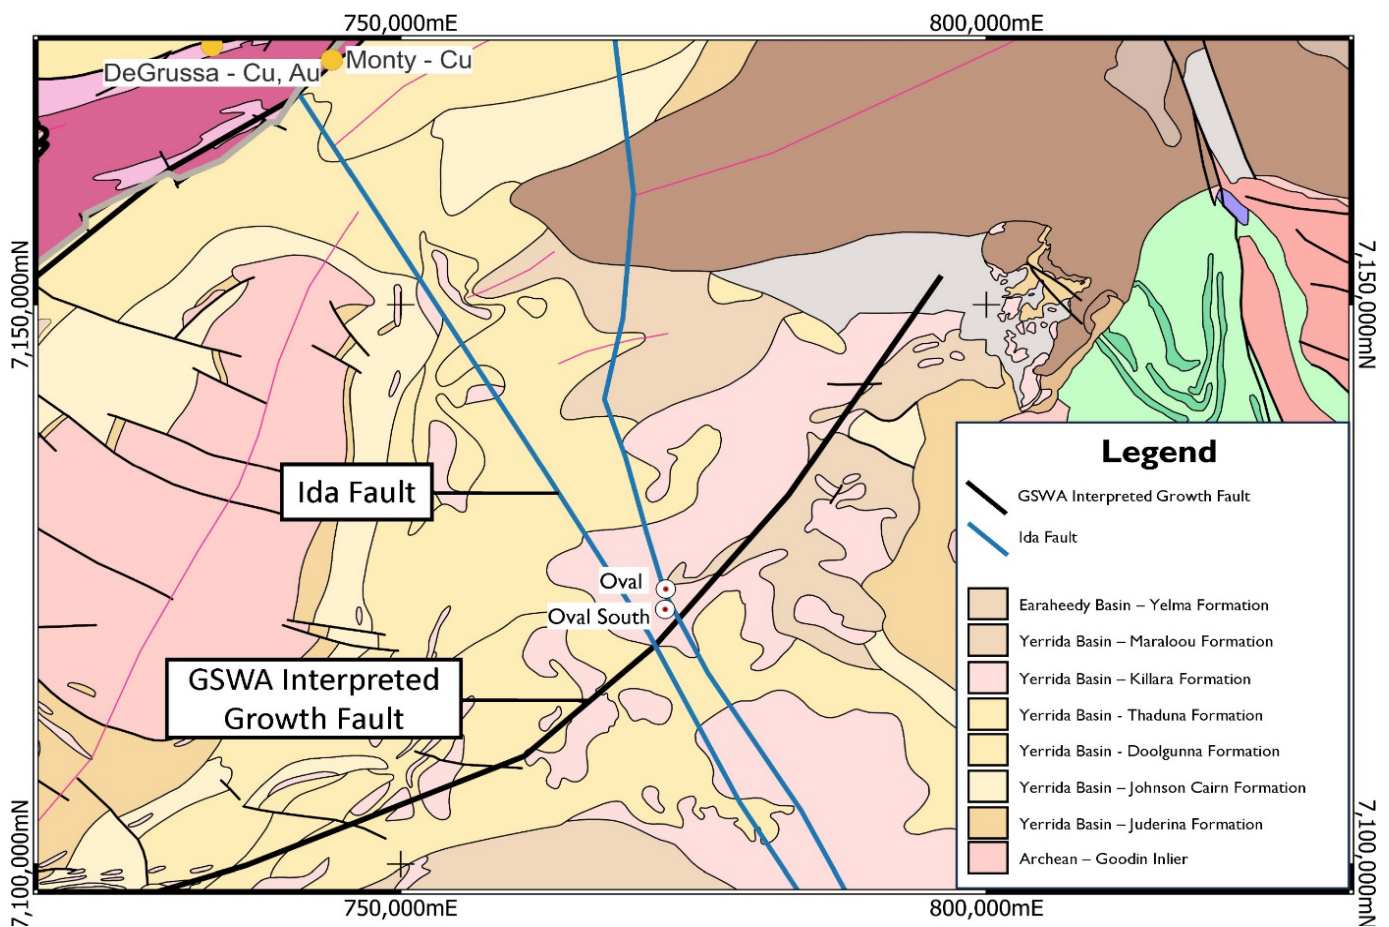 750,000mE
800,000mE
DeGrussa - Cu, Au
Monty - Cu
7,150,000mN
7,150,000mN
Ida Fault
Oval
Oval South
GSWA Interpreted
Growth Fault
Legend
GSWA Interpreted Growth Fault
Ida Fault
Earaheedy Basin – Yelma Formation
Yerrida Basin – Maraloou Formation
Yerrida Basin – Killara Formation
Yerrida Basin - Thaduna Formation
Yerrida Basin - Doolgunna Formation
Yerrida Basin – Johnson Cairn Formation
Yerrida Basin – Juderina Formation
Archean – Goodin Inlier
7,100,000mN
7,100,000mN
750,000mE
800,000mE